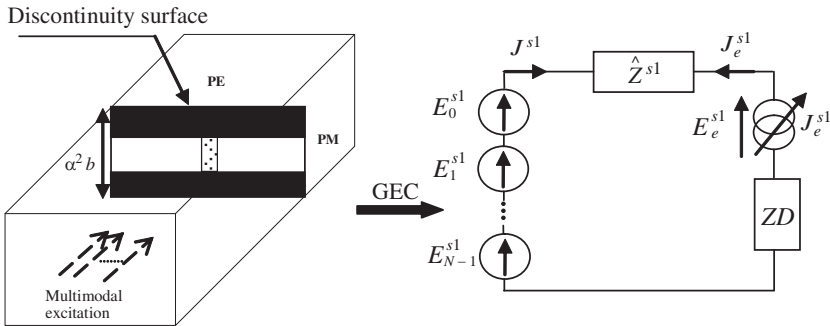 Discontinuity surface
PE
PM
α² b
Multimodal
excitation
GEC
J^{s1}
Ẑ^{s1}
J_e^{s1}
E_0^{s1}
E_1^{s1}
E_{N−1}^{s1}
E_e^{s1}
J_e^{s1}
ZD